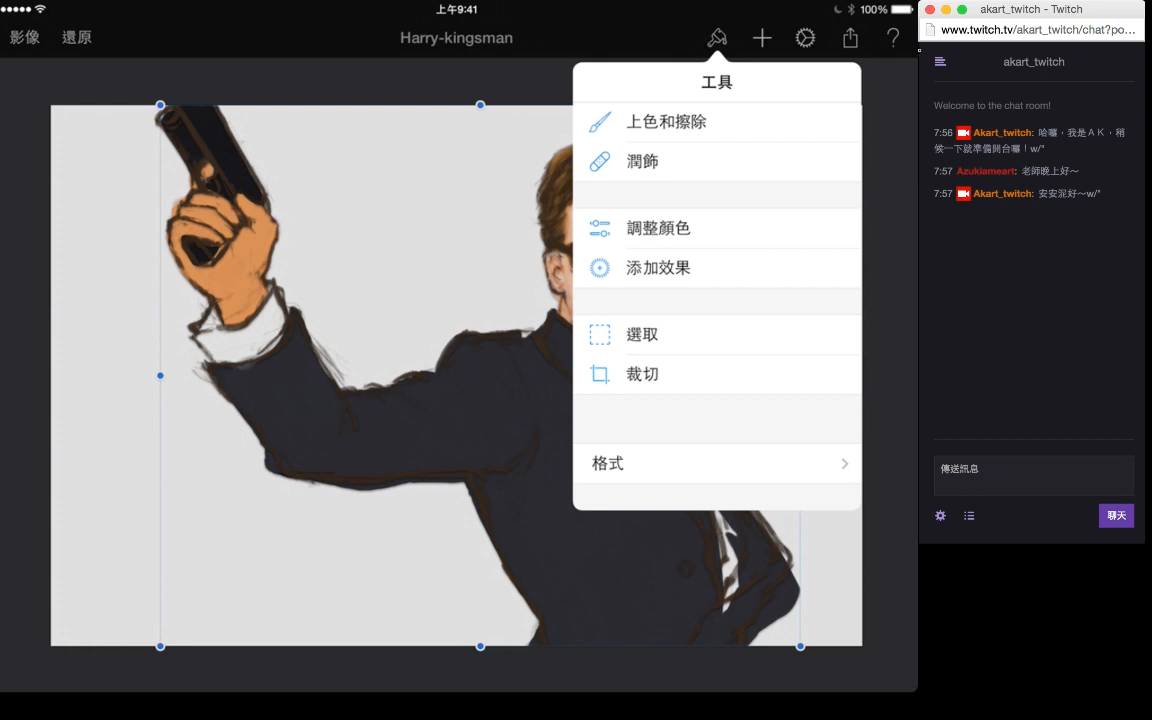 上午9:41
100%
影像
還原
Harry-kingsman
工具
上色和擦除
潤飾
調整顏色
添加效果
選取
裁切
格式
akart_twitch - Twitch
www.twitch.tv/akart_twitch/chat?po...
akart_twitch
Welcome to the chat room!
7:56 Akart_twitch: 哈囉，我是ＡＫ，稍
候一下就準備開台囉！w/"
7:57 Azukiameart: 老師晚上好～
7:57 Akart_twitch: 安安泥好～w/"
傳送訊息
聊天